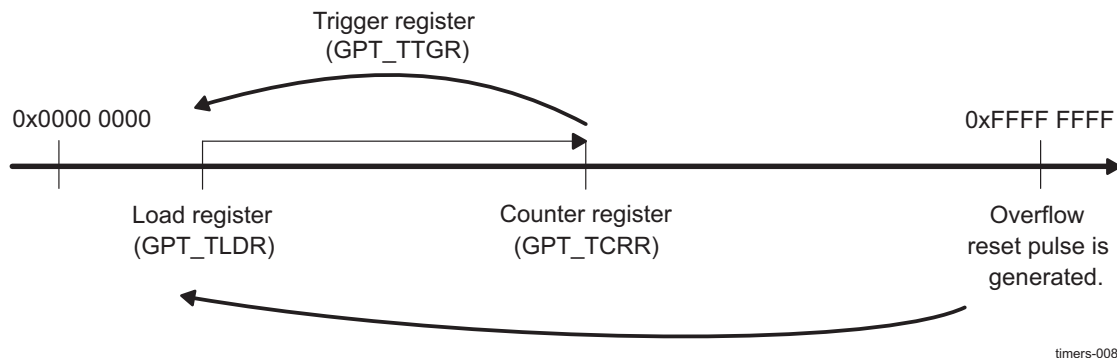 Trigger register
(GPT_TTGR)
0x0000 0000
0xFFFF FFFF
Load register
(GPT_TLDR)
Counter register
(GPT_TCRR)
Overflow
reset pulse is
generated.
timers-008